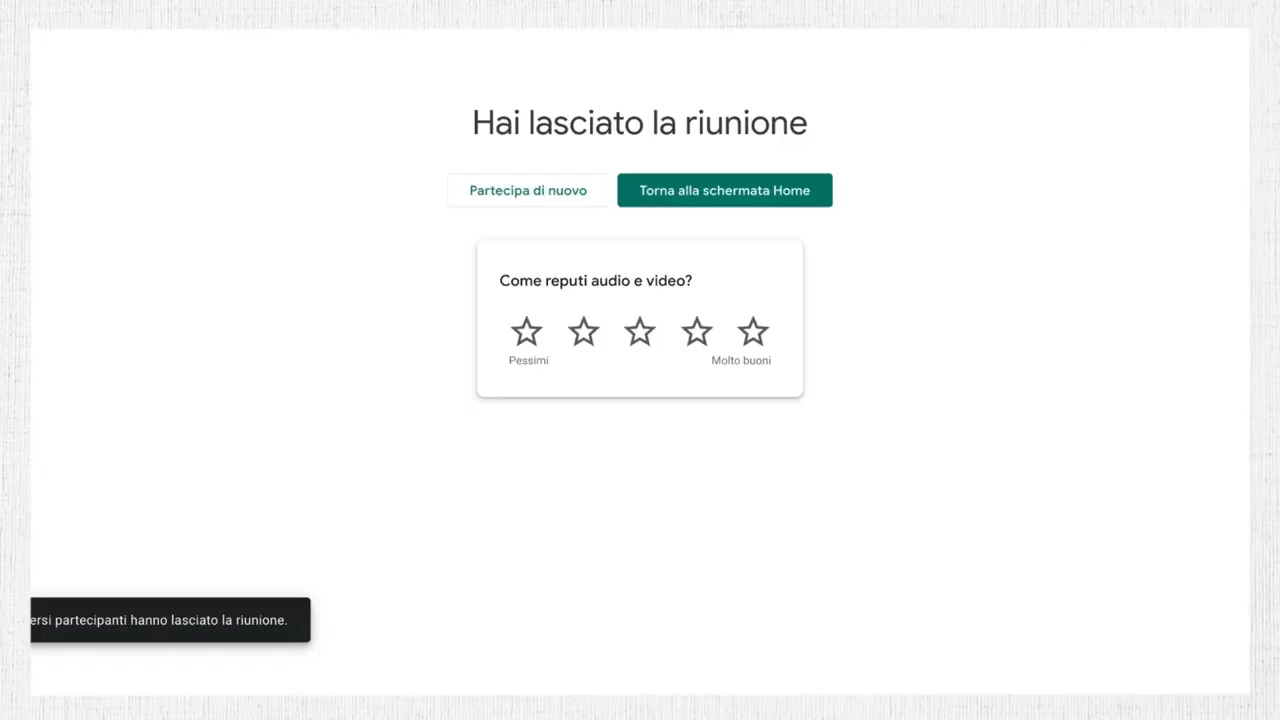 Hai lasciato la riunione
Partecipa di nuovo
Torna alla schermata Home
Come reputi audio e video?
Pessimi
Molto buoni
partecipanti hanno lasciato la riunione.